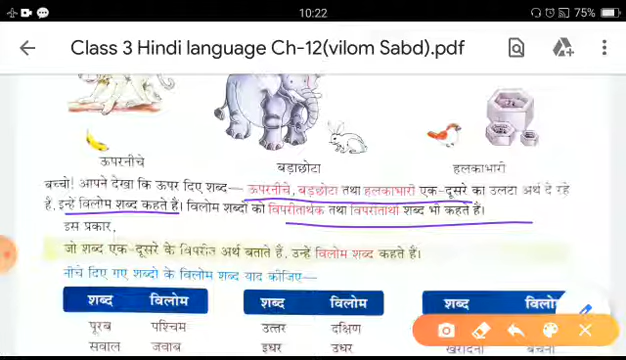 10:22
75%
Class 3 Hindi language Ch-12(vilom Sabd).pdf
ऊपरनीचे
बड़ाछोटा
हलकाभारी
बच्चो! आपने देखा कि ऊपर दिए शब्द— ऊपरनीचे, बड़ाछोटा तथा हलकाभारी एक-दूसरे का उलटा अर्थ दे रहे
हैं, इन्हें विलोम शब्द कहते हैं। विलोम शब्दों को विपरीतार्थक तथा विपरीतार्थी शब्द भी कहते हैं।
इस प्रकार,
जो शब्द एक-दूसरे के विपरीत अर्थ बताते हैं, उन्हें विलोम शब्द कहते हैं।
नीचे दिए गए शब्दों के विलोम शब्द याद कीजिए—
शब्द विलोम शब्द विलोम शब्द विलोम
पूरब पश्चिम उत्तर दक्षिण
सवाल जवाब इधर उधर खरीदना बेचना